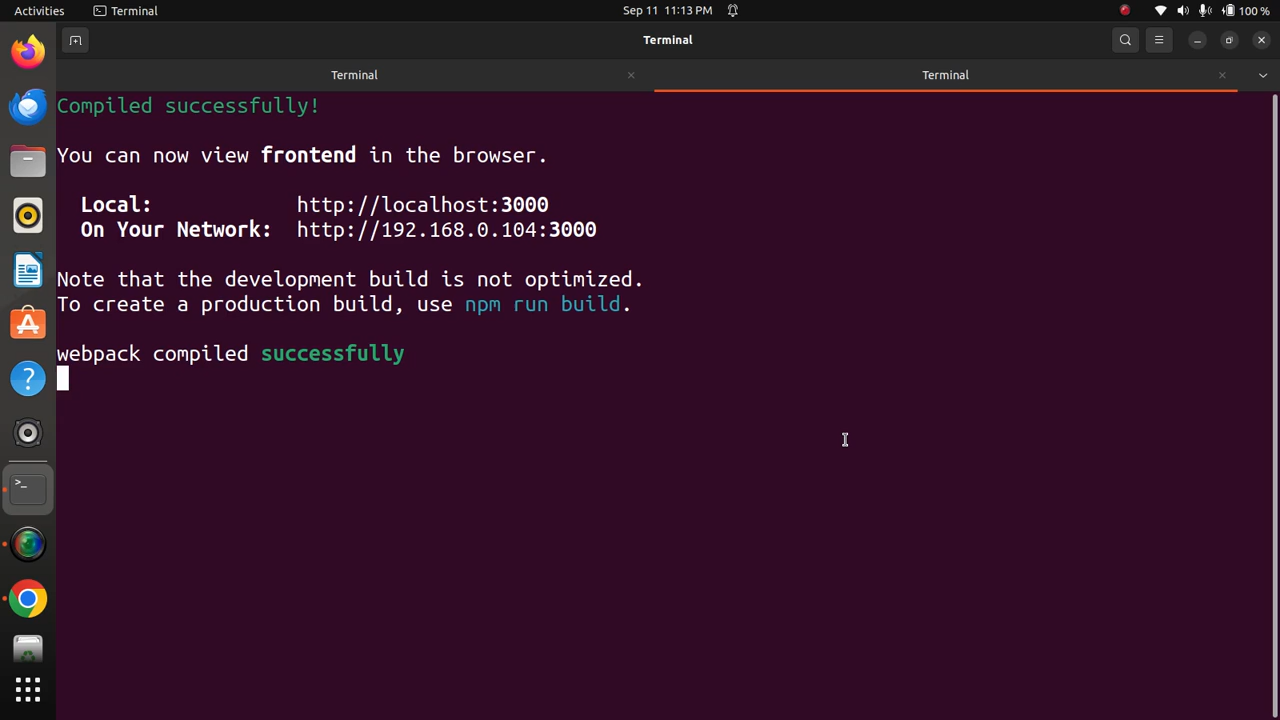 Activities Terminal Sep 11 11:13 PM 100 %
Terminal
Terminal Terminal
Compiled successfully!
You can now view frontend in the browser.
Local: http://localhost:3000
On Your Network: http://192.168.0.104:3000
Note that the development build is not optimized.
To create a production build, use npm run build.
webpack compiled successfully